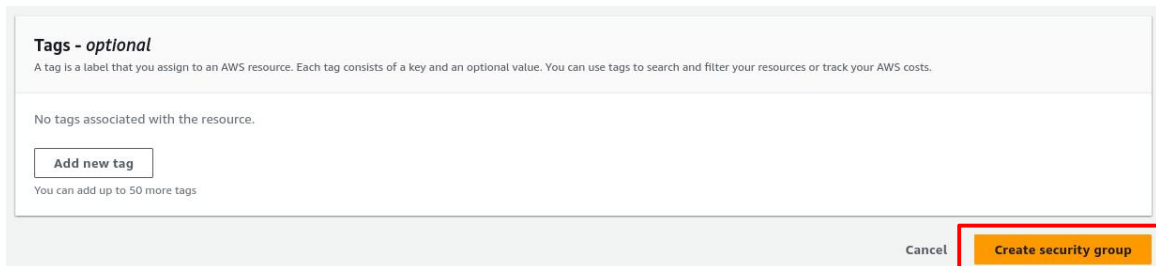 Tags - optional
A tag is a label that you assign to an AWS resource. Each tag consists of a key and an optional value. You can use tags to search and filter your resources or track your AWS costs.
No tags associated with the resource.
Add new tag
You can add up to 50 more tags
Cancel Create security group